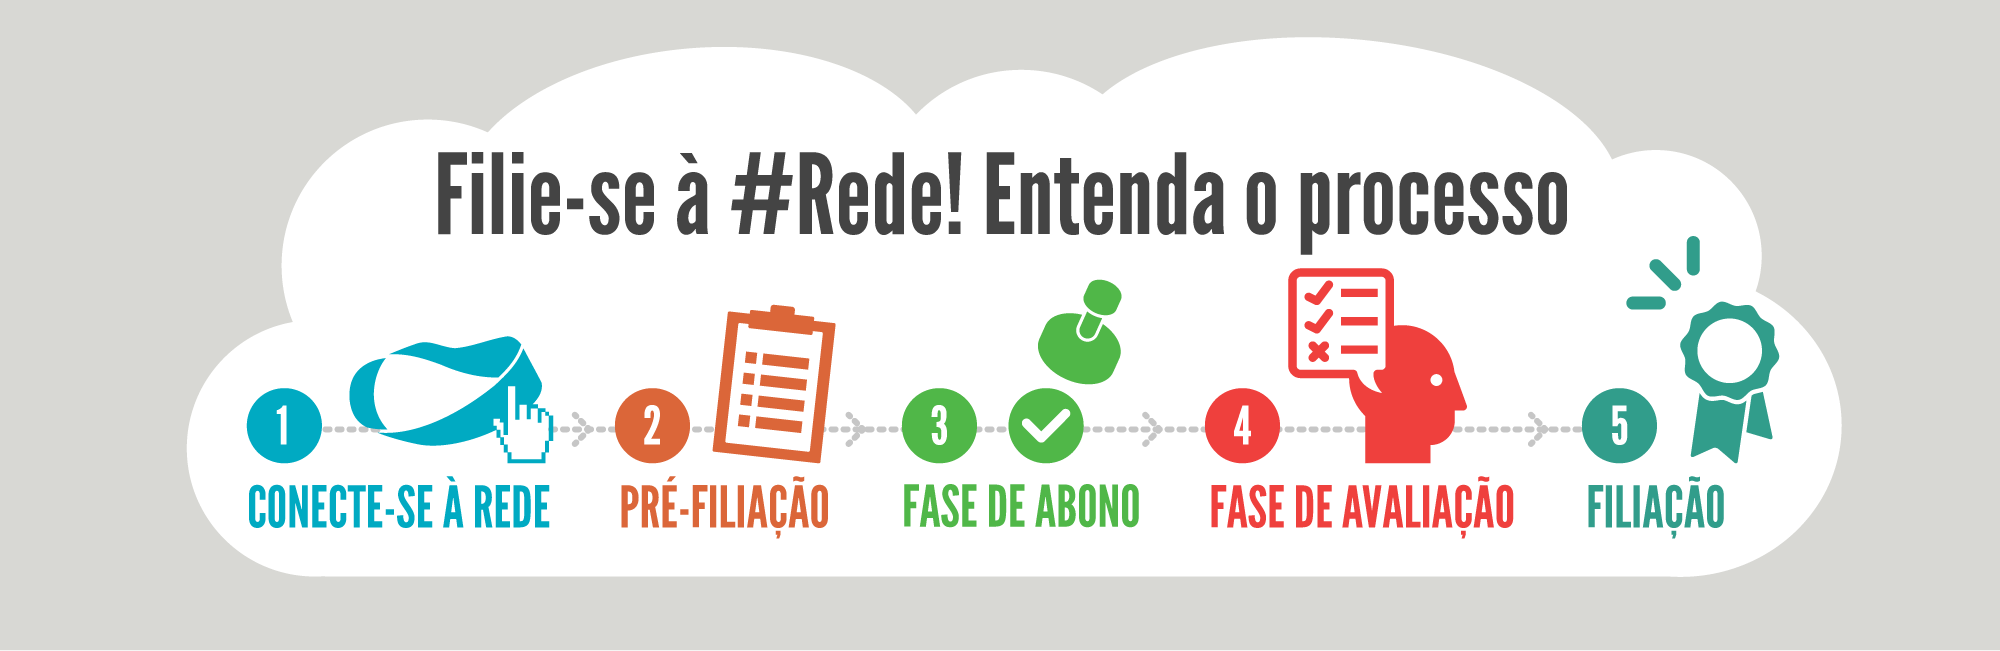 Filie-se à #Rede! Entenda o processo
1
CONECTE-SE À REDE
2
PRÉ-FILIAÇÃO
3
FASE DE ABONO
4
FASE DE AVALIAÇÃO
5
FILIAÇÃO